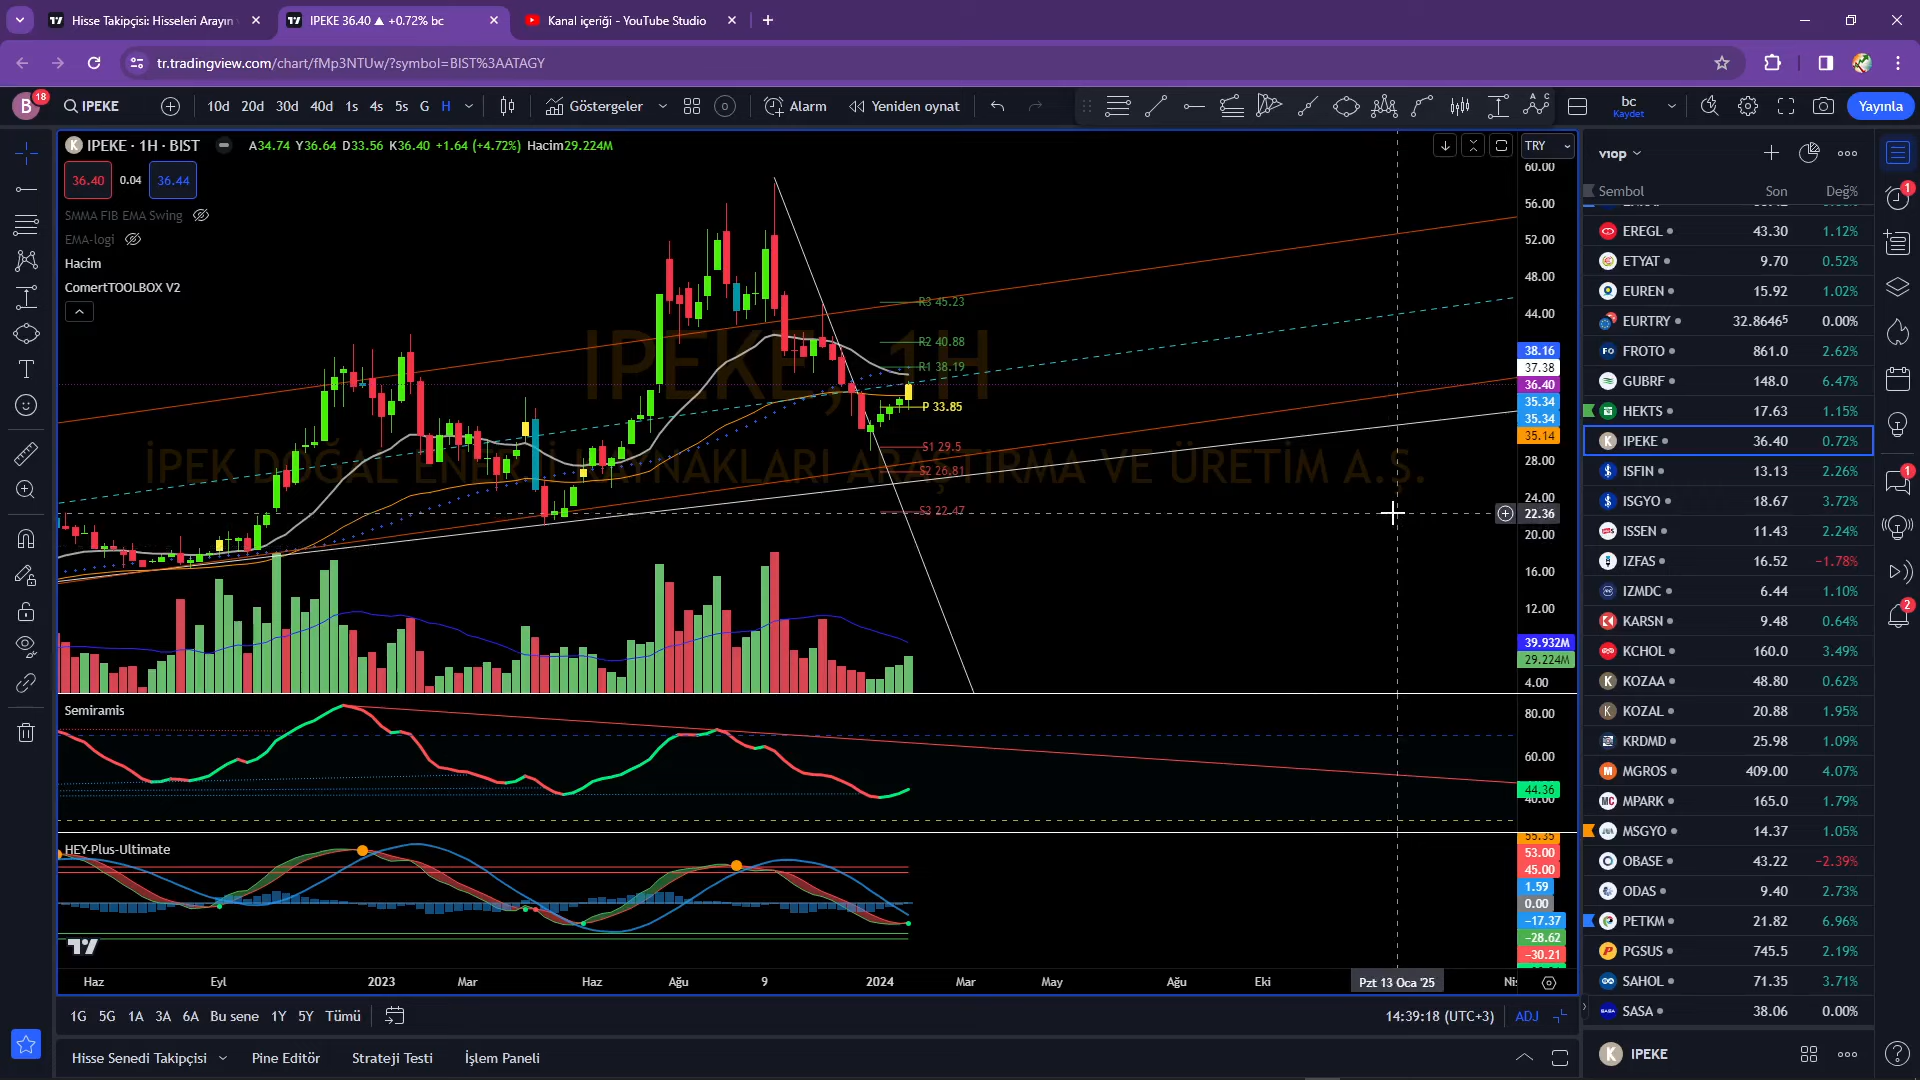 Hisse Takipçisi: Hisseleri Arayın
IPEKE 36.40 ▲ +0.72% bc
Kanal içeriği - YouTube Studio
tr.tradingview.com/chart/fMp3NTUw/?symbol=BIST%3AATAGY
B 18
IPEKE
10d 20d 30d 40d 1s 4s 5s G H
Göstergeler
Alarm
Yeniden oynat
bc
Kaydet
Yayınla
IPEKE · 1H · BIST
A34.74 Y36.64 D33.56 K36.40 +1.64 (+4.72%) Hacim29.224M
36.40 0.04 36.44
SMMA FIB EMA Swing
EMA-logi
Hacim
ComertTOOLBOX V2
IPEKE, 1H
İPEK DOĞAL ENERJİ KAYNAKLARI ARAŞTIRMA VE ÜRETİM A.Ş.
R3 45.23
R2 40.88
R1 38.19
P 33.85
S1 29.5
S2 26.81
S3 22.47
TRY
60.00
56.00
52.00
48.00
44.00
38.16
37.38
36.40
35.34
35.34
35.14
28.00
24.00
22.36
20.00
16.00
12.00
39.932M
29.224M
4.00
Semiramis
80.00
60.00
44.36
40.00
HEY-Plus-Ultimate
53.00
45.00
1.59
0.00
−17.37
−28.62
−30.21
Haz Eyl 2023 Mar Haz Ağu 9 2024 Mar May Ağu Eki Pzt 13 Oca '25 Nis
1G 5G 1A 3A 6A Bu sene 1Y 5Y Tümü
14:39:18 (UTC+3) ADJ
Hisse Senedi Takipçisi Pine Editör Strateji Testi İşlem Paneli
vıop
Sembol Son Değ%
EREGL 43.30 1.12%
ETYAT 9.70 0.52%
EUREN 15.92 1.02%
EURTRY 32.8646⁵ 0.00%
FROTO 861.0 2.62%
GUBRF 148.0 6.47%
HEKTS 17.63 1.15%
IPEKE 36.40 0.72%
ISFIN 13.13 2.26%
ISGYO 18.67 3.72%
ISSEN 11.43 2.24%
IZFAS 16.52 −1.78%
IZMDC 6.44 1.10%
KARSN 9.48 0.64%
KCHOL 160.0 3.49%
KOZAA 48.80 0.62%
KOZAL 20.88 1.95%
KRDMD 25.98 1.09%
MGROS 409.00 4.07%
MPARK 165.0 1.79%
MSGYO 14.37 1.05%
OBASE 43.22 −2.39%
ODAS 9.40 2.73%
PETKM 21.82 6.96%
PGSUS 745.5 2.19%
SAHOL 71.35 3.71%
SASA 38.06 0.00%
IPEKE
1
1
2